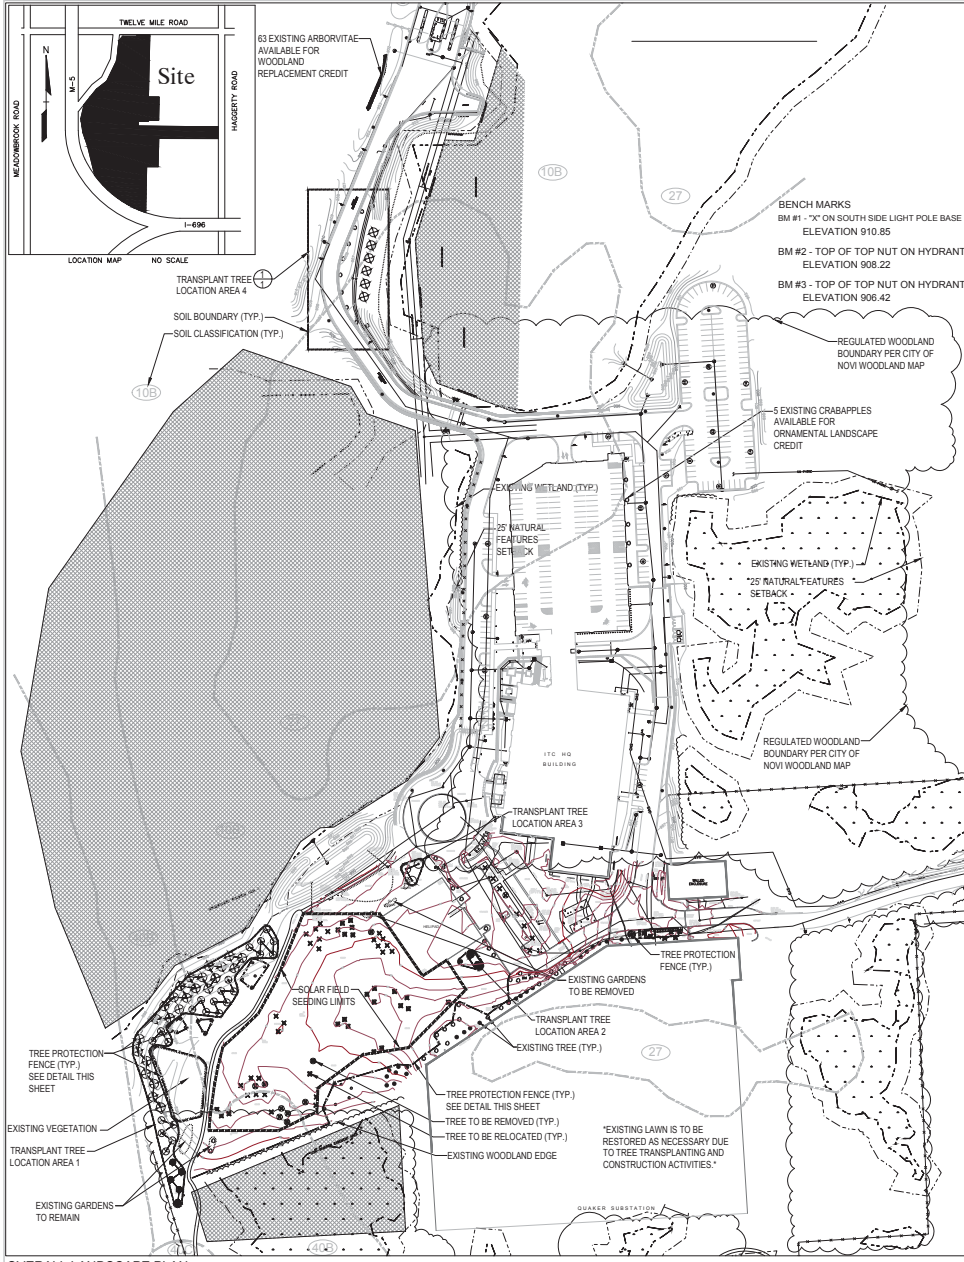 TWELVE MILE ROAD
N
M-5
Site
MEADOWBROOK ROAD
HAGGERTY ROAD
I-696
LOCATION MAP NO SCALE
63 EXISTING ARBORVITAE
AVAILABLE FOR
WOODLAND
REPLACEMENT CREDIT
10B
27
BENCH MARKS
BM #1 - "X" ON SOUTH SIDE LIGHT POLE BASE
ELEVATION 910.85
BM #2 - TOP OF TOP NUT ON HYDRANT
ELEVATION 908.22
BM #3 - TOP OF TOP NUT ON HYDRANT
ELEVATION 906.42
TRANSPLANT TREE
LOCATION AREA 4
1
1
SOIL BOUNDARY (TYP.)
SOIL CLASSIFICATION (TYP.)
10B
REGULATED WOODLAND
BOUNDARY PER CITY OF
NOVI WOODLAND MAP
5 EXISTING CRABAPPLES
AVAILABLE FOR
ORNAMENTAL LANDSCAPE
CREDIT
EXISTING WETLAND (TYP.)
25' NATURAL
FEATURES
SETBACK
EXISTING WETLAND (TYP.)
25' NATURAL FEATURES
SETBACK
REGULATED WOODLAND
BOUNDARY PER CITY OF
NOVI WOODLAND MAP
ITC HQ
BUILDING
TRANSPLANT TREE
LOCATION AREA 3
TREE PROTECTION
FENCE (TYP.)
EXISTING GARDENS
TO BE REMOVED
SOLAR FIELD
SEEDING LIMITS
TRANSPLANT TREE
LOCATION AREA 2
EXISTING TREE (TYP.)
27
TREE PROTECTION
FENCE (TYP.)
SEE DETAIL THIS
SHEET
TREE PROTECTION FENCE (TYP.)
SEE DETAIL THIS SHEET
TREE TO BE REMOVED (TYP.)
TREE TO BE RELOCATED (TYP.)
EXISTING WOODLAND EDGE
EXISTING VEGETATION
TRANSPLANT TREE
LOCATION AREA 1
EXISTING GARDENS
TO REMAIN
"EXISTING LAWN IS TO BE
RESTORED AS NECESSARY DUE
TO TREE TRANSPLANTING AND
CONSTRUCTION ACTIVITIES."
QUAKER SUBSTATION
40B